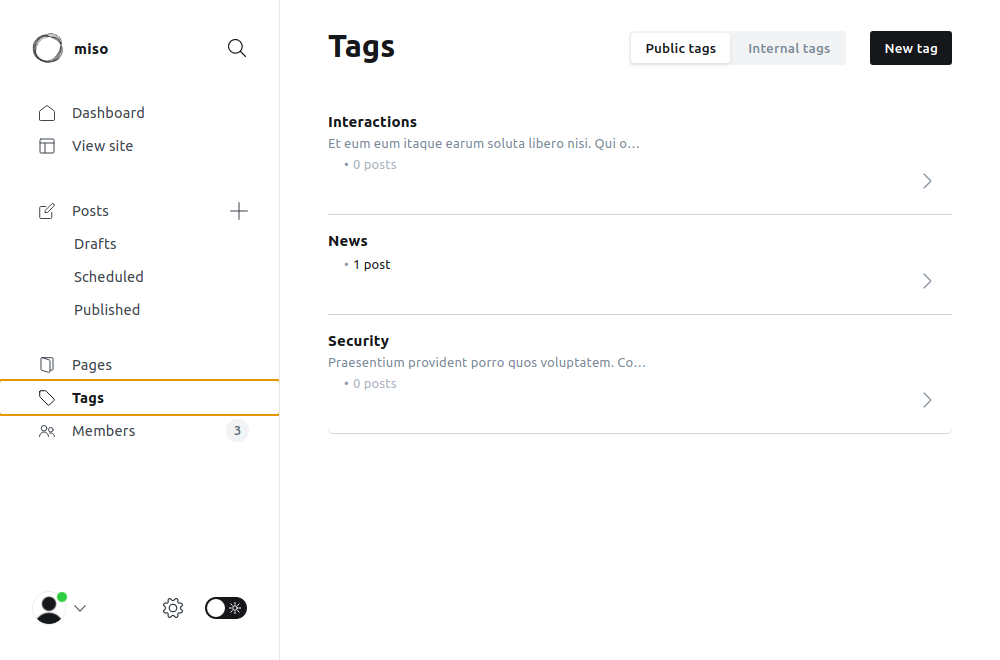 miso
Dashboard
View site
Posts
Drafts
Scheduled
Published
Pages
Tags
Members
3
Tags
Public tags
Internal tags
New tag
Interactions
Et eum eum itaque earum soluta libero nisi. Qui o…
• 0 posts
News
• 1 post
Security
Praesentium provident porro quos voluptatem. Co…
• 0 posts